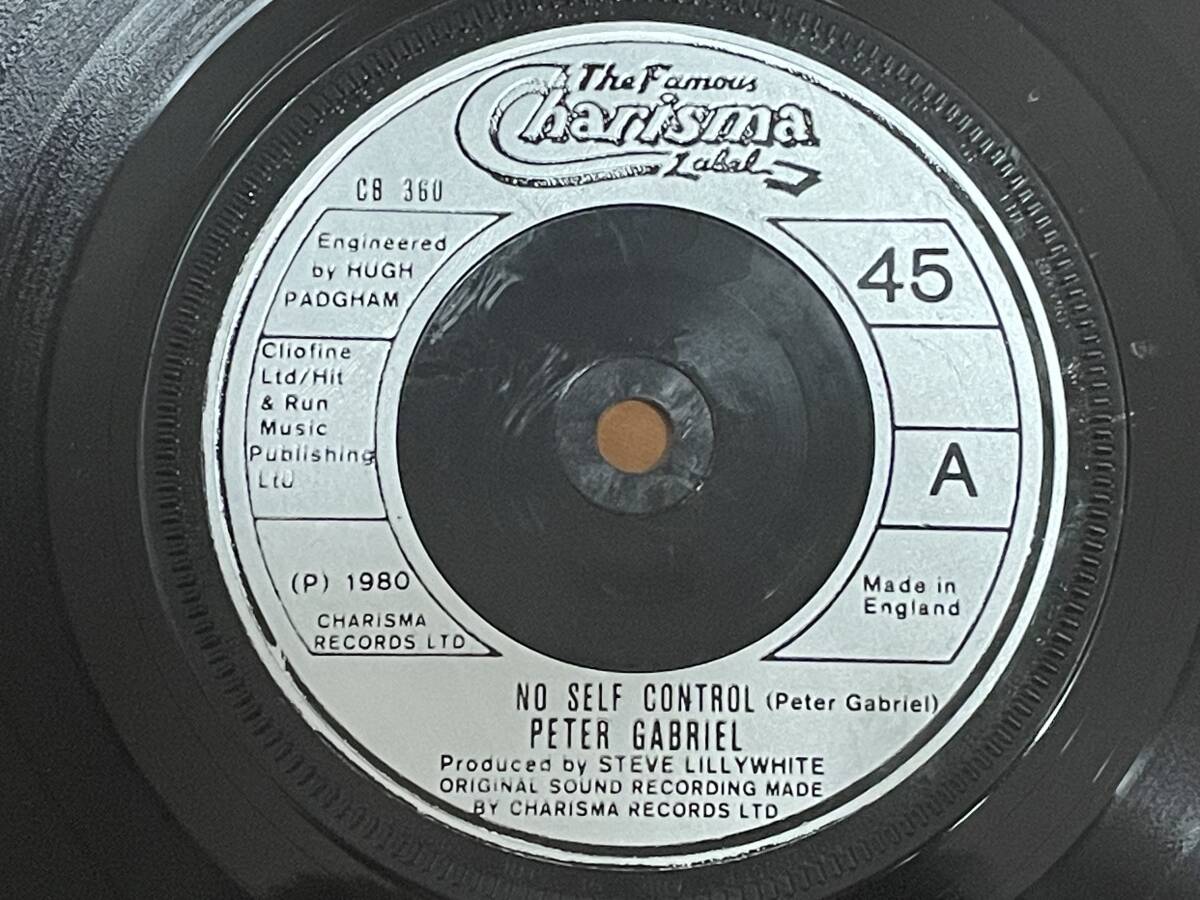 The Famous
Charisma
Label
CB 360
Engineered
by HUGH
PADGHAM
Cliofine
Ltd/Hit
& Run
Music
Publishing
Ltd
(P) 1980
CHARISMA
RECORDS LTD
45
A
Made in
England
NO SELF CONTROL (Peter Gabriel)
PETER GABRIEL
Produced by STEVE LILLYWHITE
ORIGINAL SOUND RECORDING MADE
BY CHARISMA RECORDS LTD